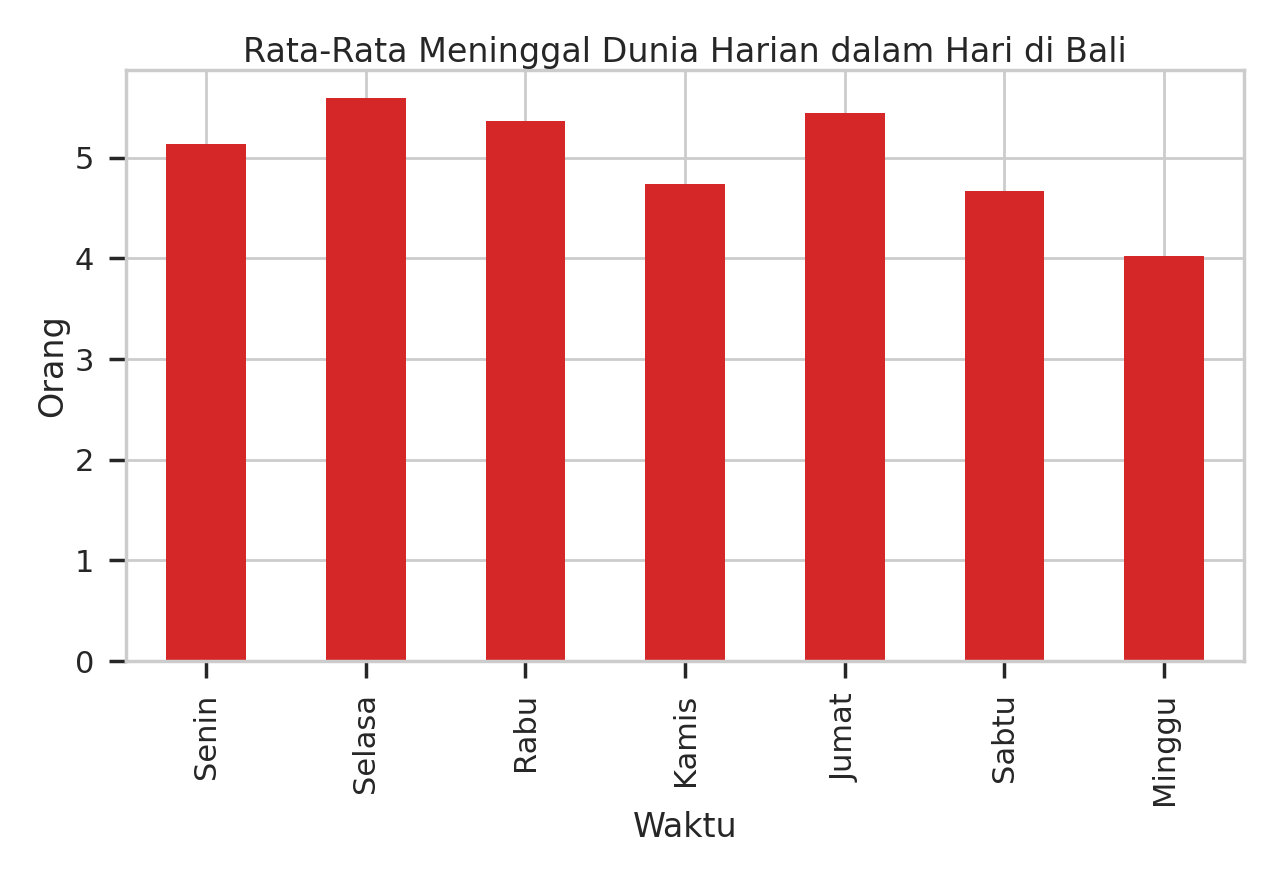 Rata-Rata Meninggal Dunia Harian dalam Hari di Bali
Orang
5
4
3
2
1
0
Senin
Selasa
Rabu
Kamis
Jumat
Sabtu
Minggu
Waktu